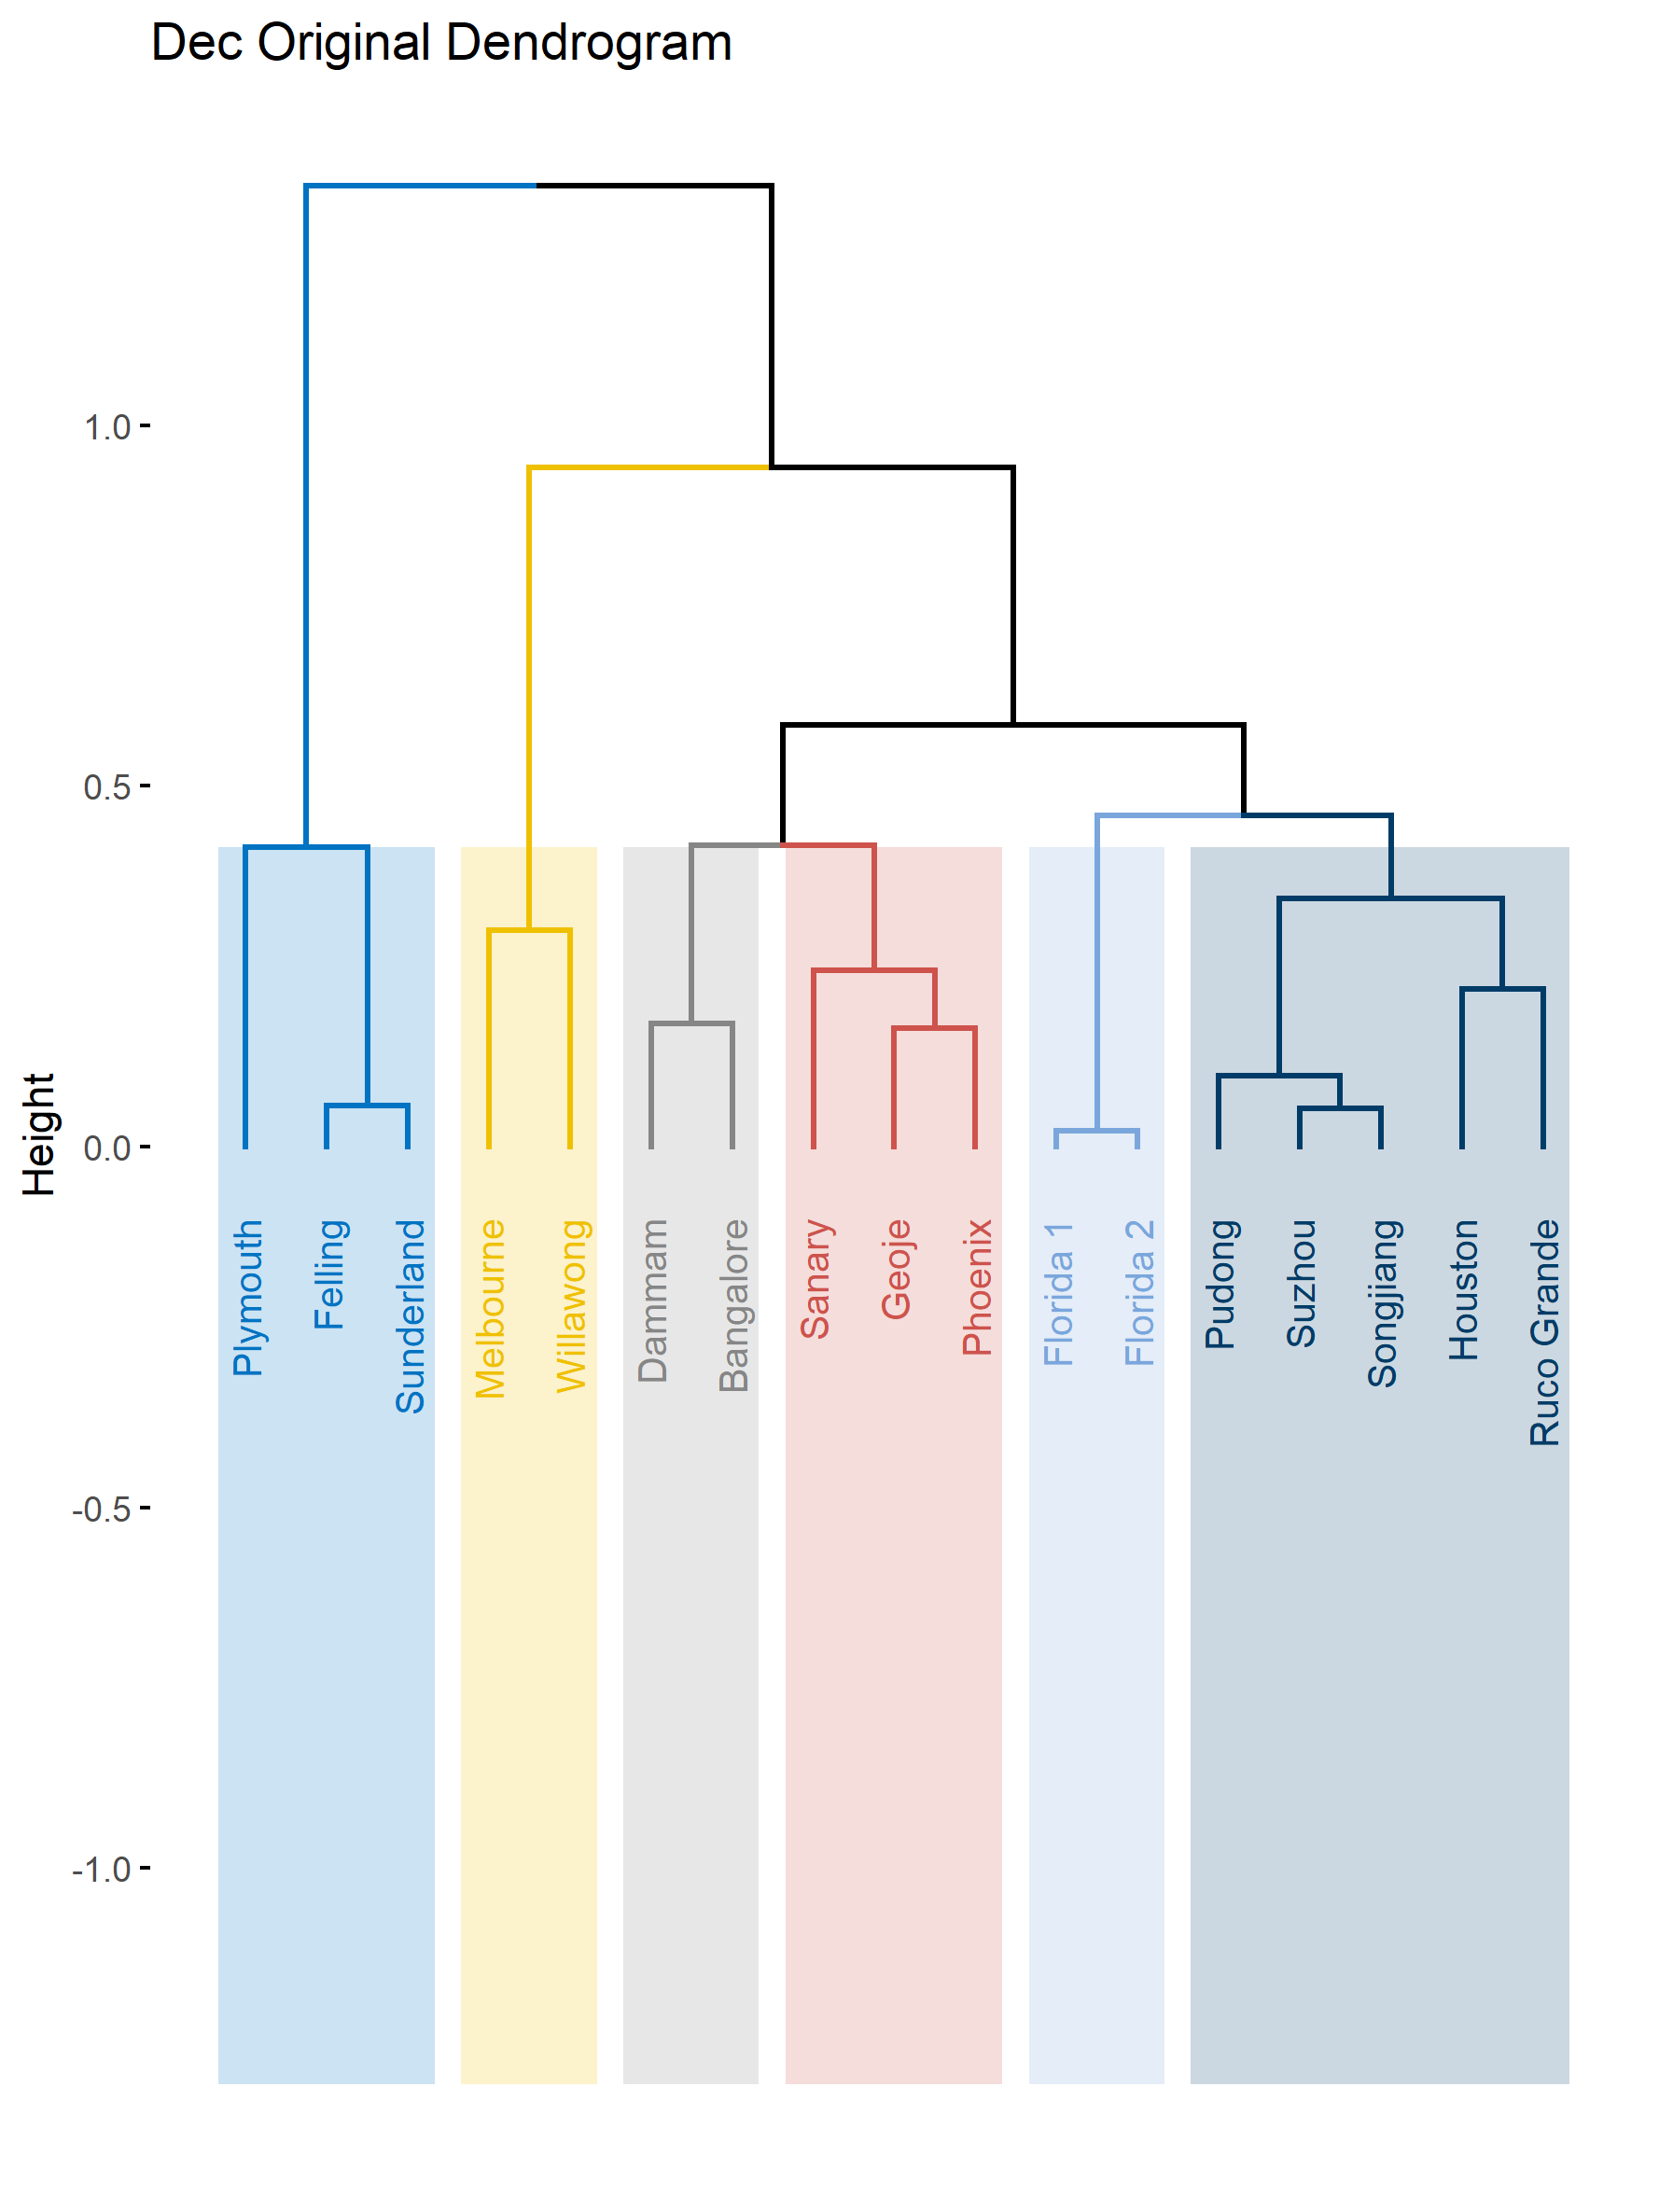 Dec Original Dendrogram
1.0
0.5
0.0
-0.5
-1.0
Height
Plymouth
Felling
Sunderland
Melbourne
Willawong
Dammam
Bangalore
Sanary
Geoje
Phoenix
Florida 1
Florida 2
Pudong
Suzhou
Songjiang
Houston
Ruco Grande